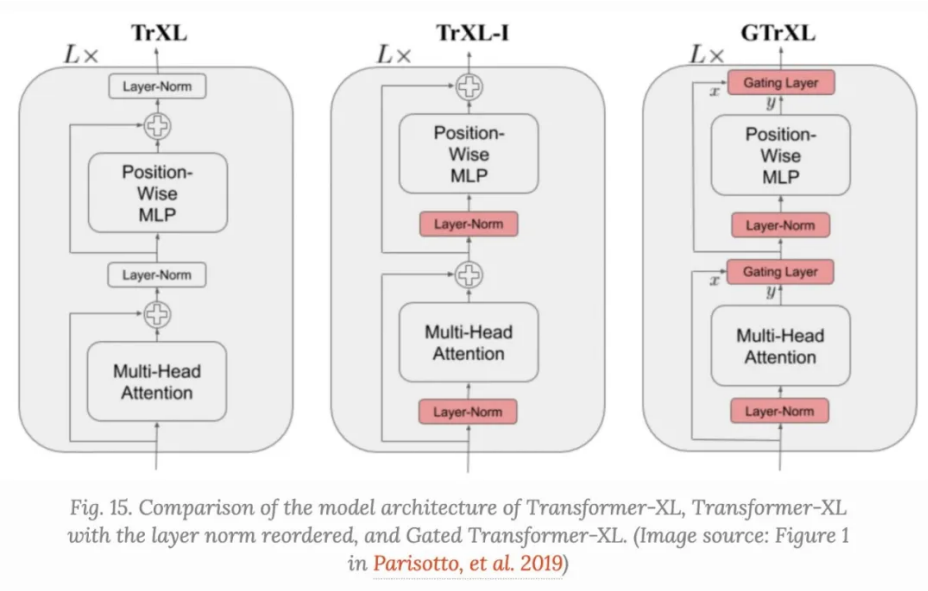 TrXL
L×
Layer-Norm
Position-
Wise
MLP
Layer-Norm
Multi-Head
Attention
TrXL-I
L×
Position-
Wise
MLP
Layer-Norm
Multi-Head
Attention
Layer-Norm
GTrXL
L×
Gating Layer
x
y
Position-
Wise
MLP
Layer-Norm
Gating Layer
x
y
Multi-Head
Attention
Layer-Norm
Fig. 15. Comparison of the model architecture of Transformer-XL, Transformer-XL
with the layer norm reordered, and Gated Transformer-XL. (Image source: Figure 1
in Parisotto, et al. 2019)